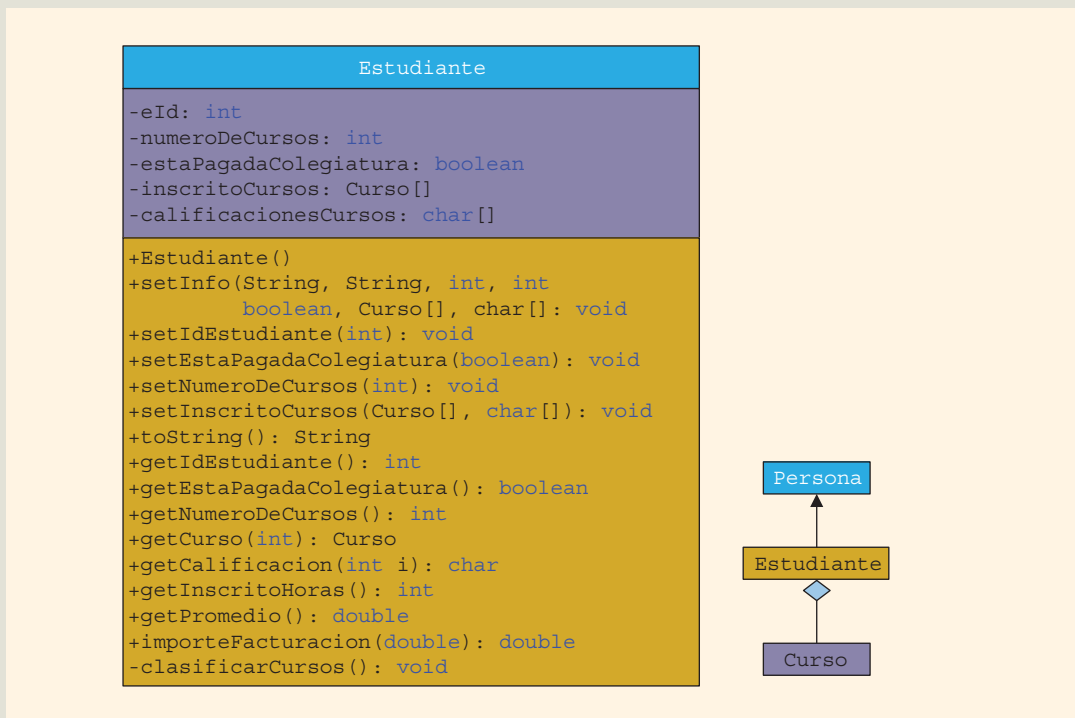 Estudiante
-eId: int
-numeroDeCursos: int
-estaPagadaColegiatura: boolean
-inscritoCursos: Curso[]
-calificacionesCursos: char[]
+Estudiante()
+setInfo(String, String, int, int
boolean, Curso[], char[]: void
+setIdEstudiante(int): void
+setEstaPagadaColegiatura(boolean): void
+setNumeroDeCursos(int): void
+setInscritoCursos(Curso[], char[]): void
+toString(): String
+getIdEstudiante(): int
+getEstaPagadaColegiatura(): boolean
+getNumeroDeCursos(): int
+getCurso(int): Curso
+getCalificacion(int i): char
+getInscritoHoras(): int
+getPromedio(): double
+importeFacturacion(double): double
-clasificarCursos(): void
Persona
Estudiante
Curso